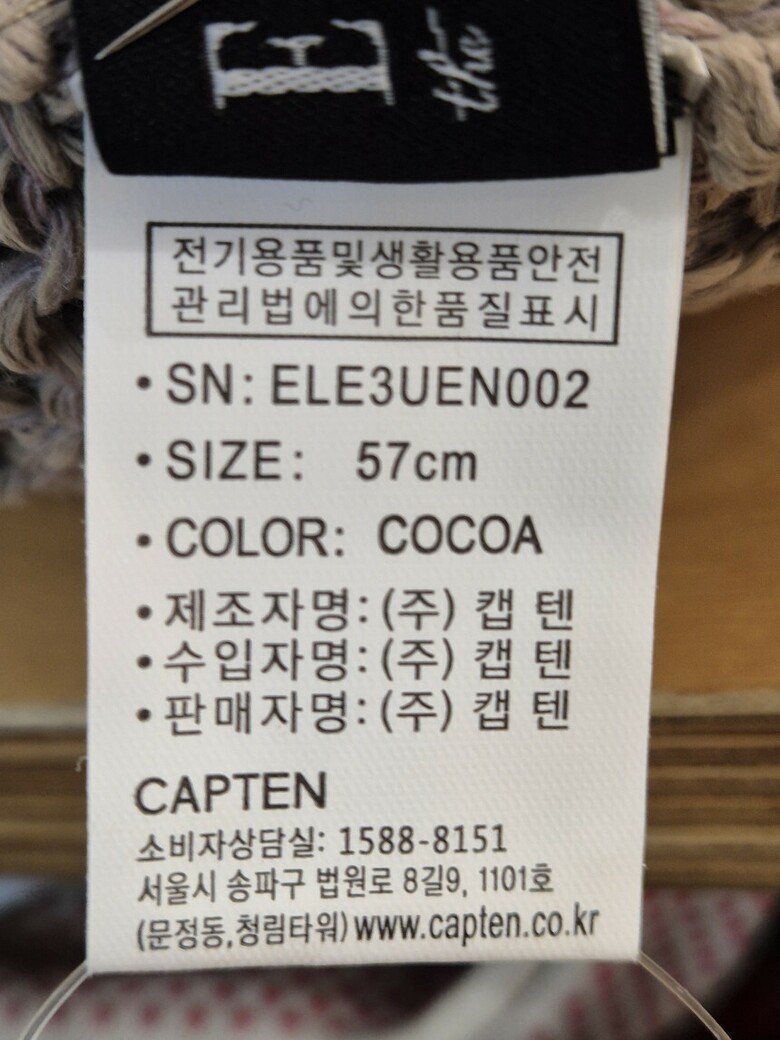 E
the
전기용품및생활용품안전
관리법에의한품질표시
• SN: ELE3UEN002
• SIZE: 57cm
• COLOR: COCOA
• 제조자명: (주) 캡 텐
• 수입자명: (주) 캡 텐
• 판매자명: (주) 캡 텐
CAPTEN
소비자상담실: 1588-8151
서울시 송파구 법원로 8길9, 1101호
(문정동,청림타워) www.capten.co.kr